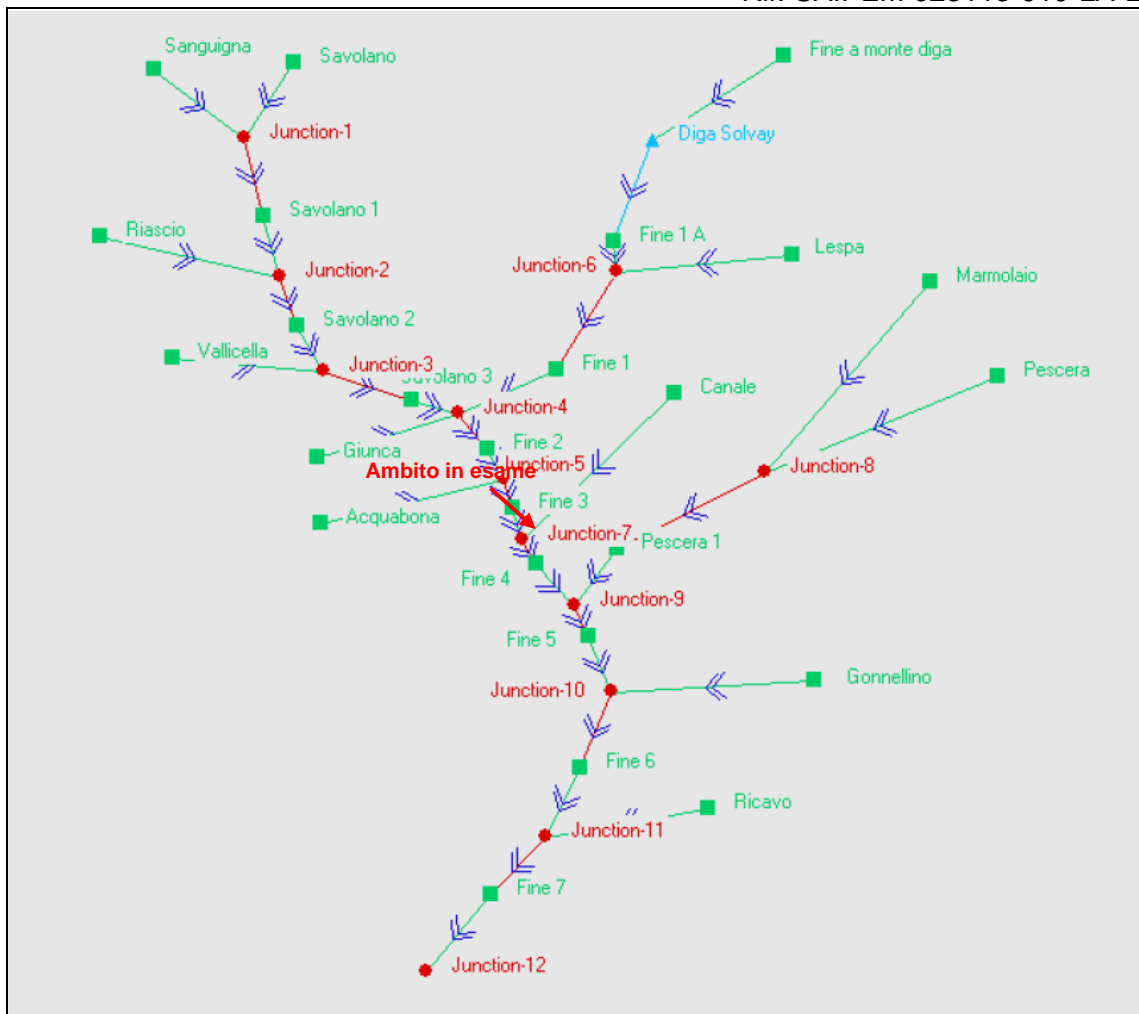 Sanguigna
Savolano
Fine a monte diga
Junction-1
Diga Solvay
Savolano 1
Riascio
Fine 1 A
Lespa
Junction-2
Junction-6
Marmolaio
Savolano 2
Vallicella
Junction-3
Fine 1
Canale
Pescera
Savolano 3
Junction-4
Giunca
Fine 2
Junction-5
Junction-8
Ambito in esame
Fine 3
Acquabona
Junction-7
Pescera 1
Fine 4
Junction-9
Fine 5
Junction-10
Gonnellino
Fine 6
Ricavo
Junction-11
Fine 7
Junction-12